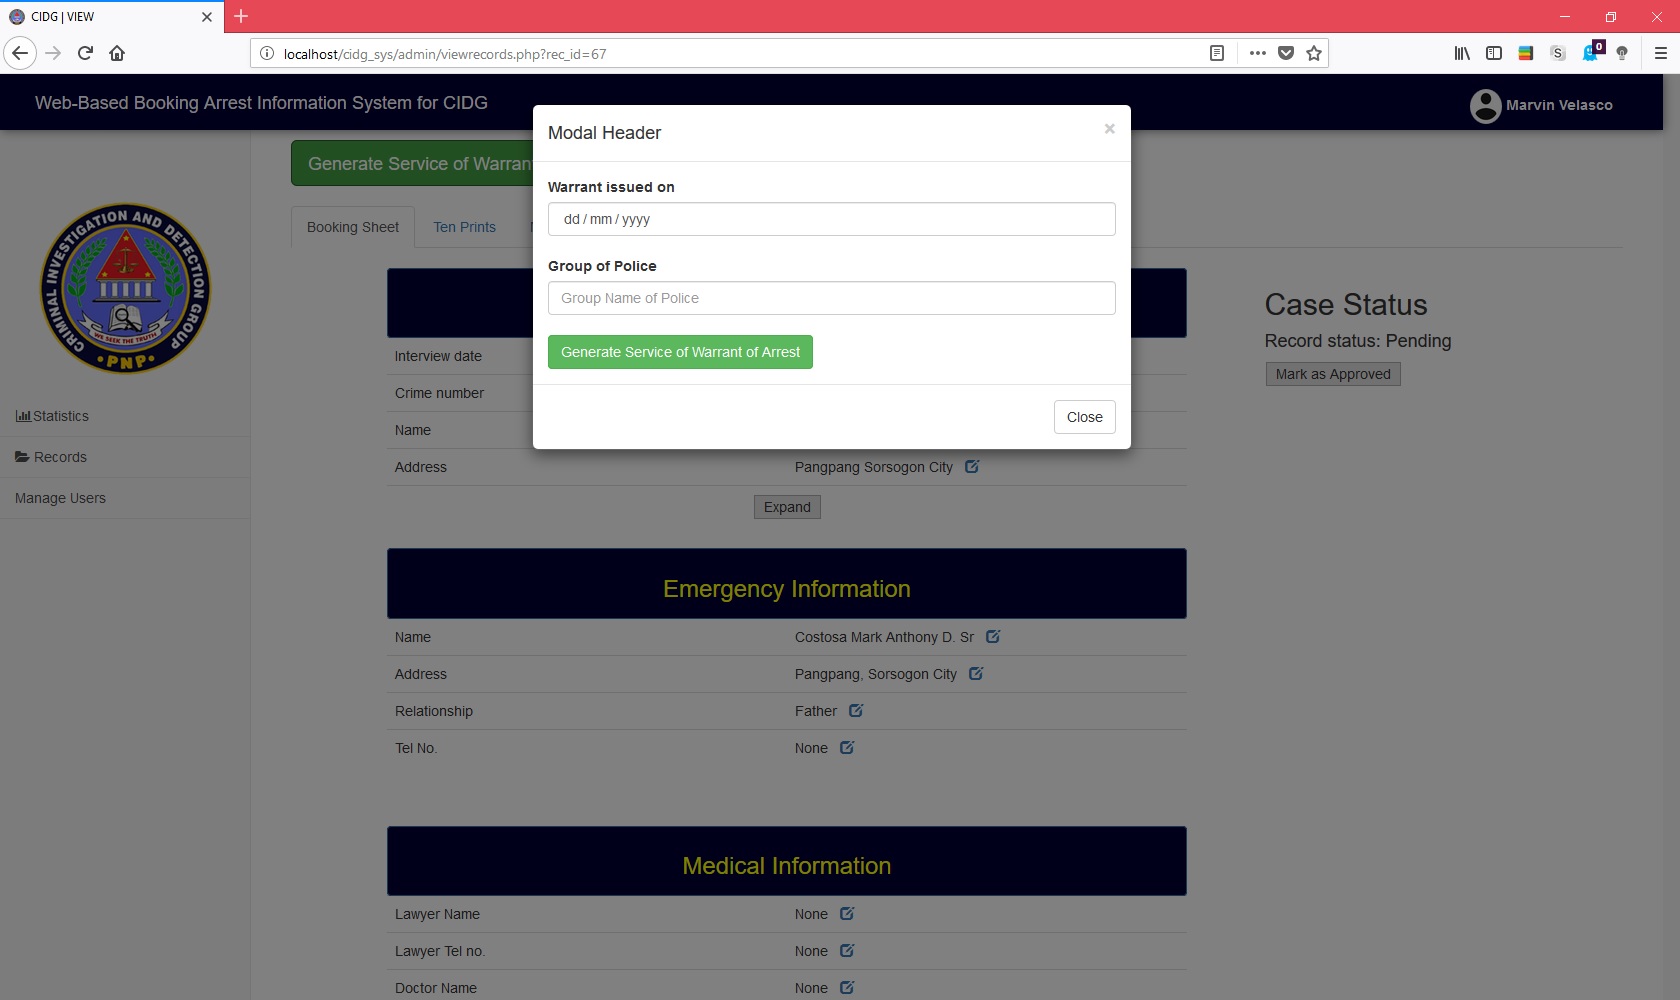 CIDG | VIEW
localhost/cidg_sys/admin/viewrecords.php?rec_id=67
S
0
Web-Based Booking Arrest Information System for CIDG
Marvin Velasco
Modal Header
×
Warrant issued on
dd / mm / yyyy
Group of Police
Group Name of Police
Generate Service of Warrant of Arrest
Close
Generate Service of Warran
Booking Sheet
Ten Prints
CRIMINAL INVESTIGATION AND DETECTION GROUP
WE SEEK THE TRUTH
PNP
Statistics
Records
Manage Users
Interview date
Crime number
Name
Address Pangpang Sorsogon City
Expand
Case Status
Record status: Pending
Mark as Approved
Emergency Information
Name Costosa Mark Anthony D. Sr
Address Pangpang, Sorsogon City
Relationship Father
Tel No. None
Medical Information
Lawyer Name None
Lawyer Tel no. None
Doctor Name None